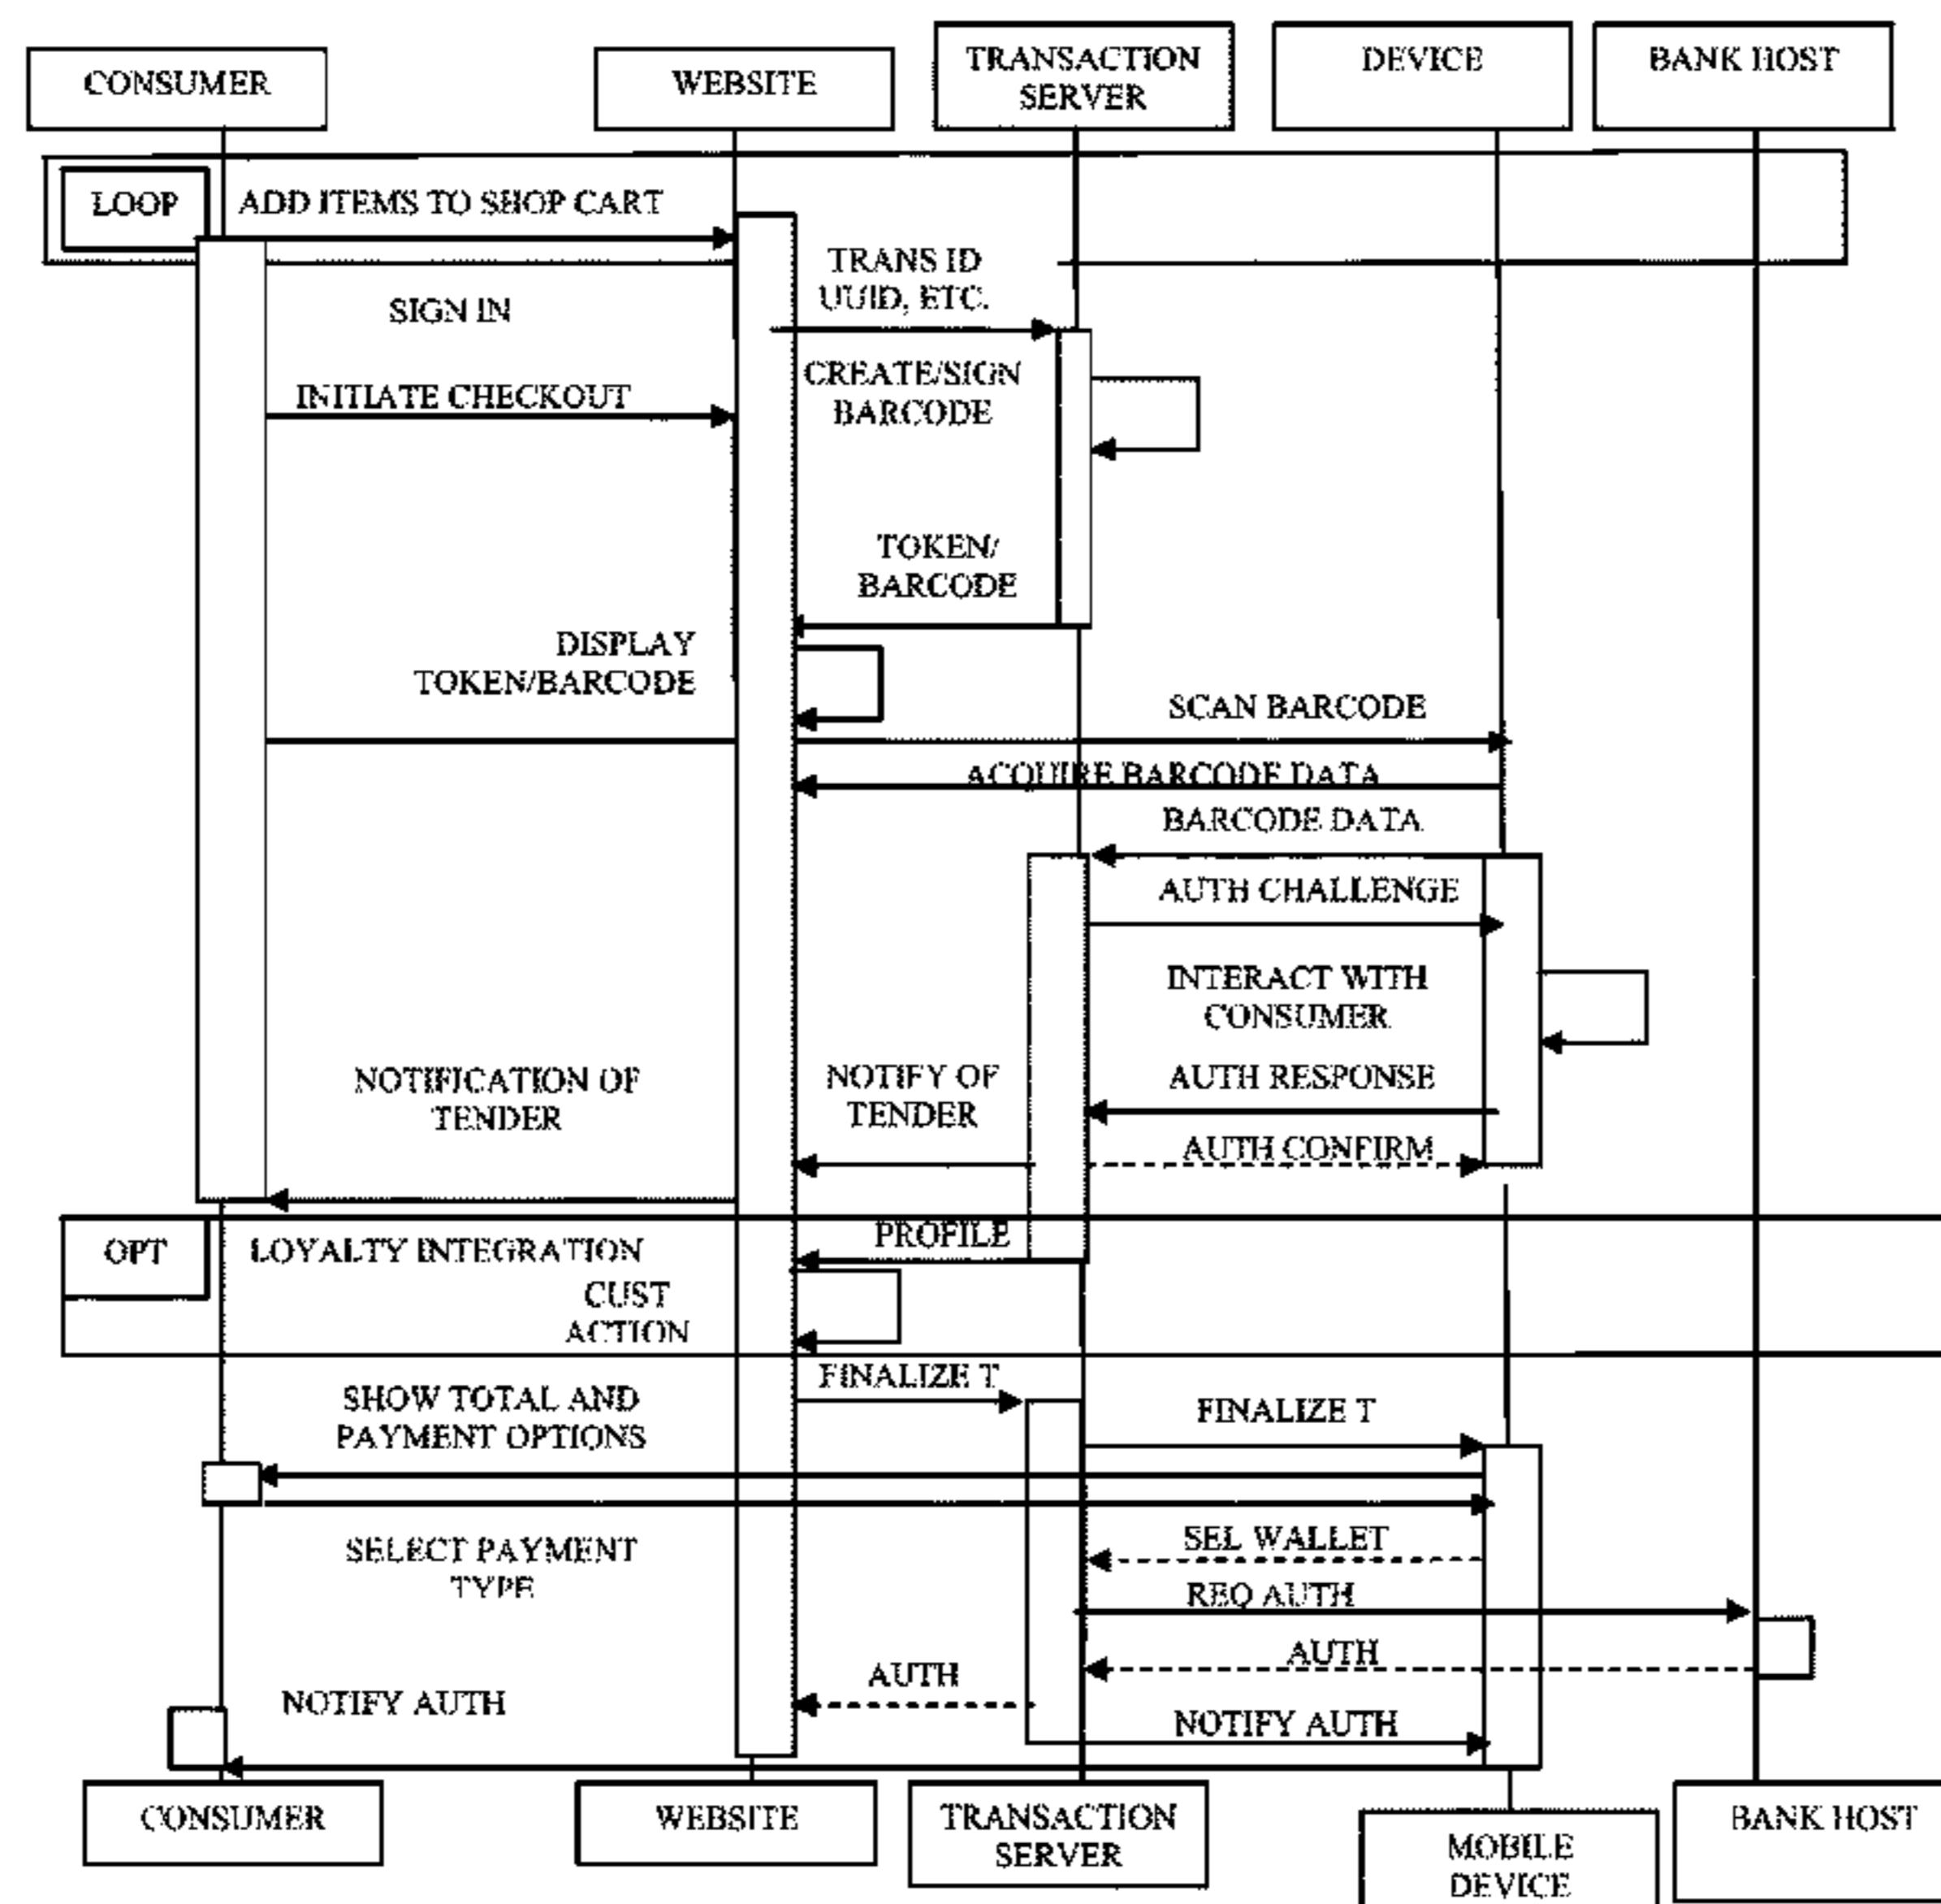 CONSUMER
WEBSITE
TRANSACTION
SERVER
DEVICE
BANK HOST
LOOP
ADD ITEMS TO SHOP CART
TRANS ID
UUID, ETC.
SIGN IN
CREATE/SIGN
BARCODE
INITIATE CHECKOUT
TOKEN/
BARCODE
DISPLAY
TOKEN/BARCODE
SCAN BARCODE
ACQUIRE BARCODE DATA
BARCODE DATA
AUTH CHALLENGE
INTERACT WITH
CONSUMER
NOTIFICATION OF
TENDER
NOTIFY OF
TENDER
AUTH RESPONSE
AUTH CONFIRM
OPT
LOYALTY INTEGRATION
PROFILE
CUST
ACTION
FINALIZE T
SHOW TOTAL AND
PAYMENT OPTIONS
FINALIZE T
SELECT PAYMENT
TYPE
SEL WALLET
REQ AUTH
AUTH
AUTH
NOTIFY AUTH
NOTIFY AUTH
CONSUMER
WEBSITE
TRANSACTION
SERVER
MOBILE
DEVICE
BANK HOST